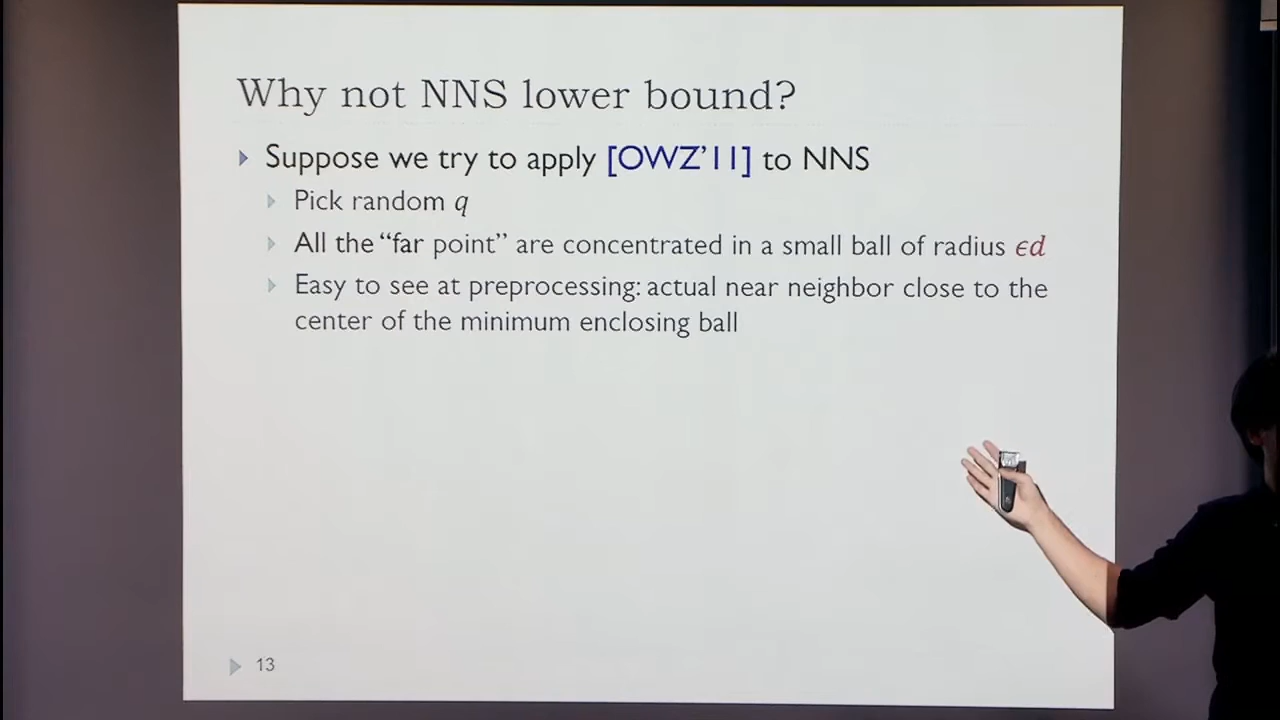 Why not NNS lower bound?
Suppose we try to apply [OWZ'11] to NNS
Pick random q
All the "far point" are concentrated in a small ball of radius ϵd
Easy to see at preprocessing: actual near neighbor close to the
center of the minimum enclosing ball
13